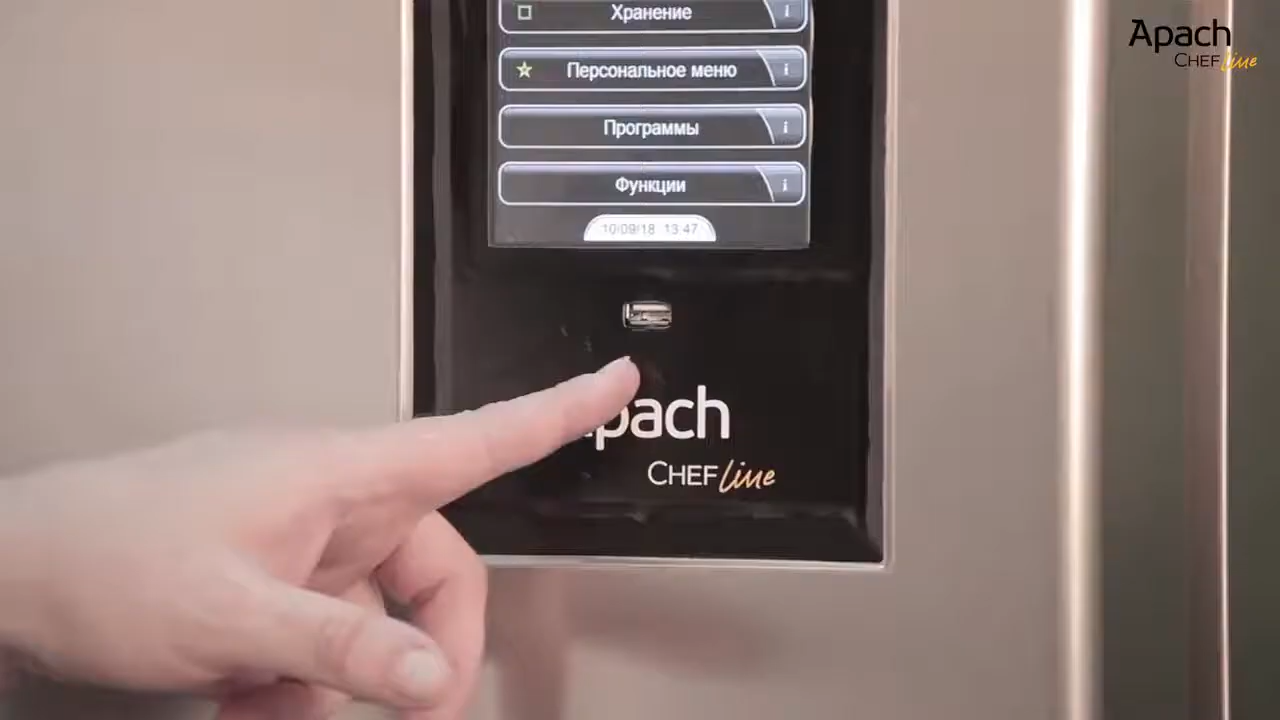 Хранение
i
Персональное меню
i
Программы
i
Функции
i
10/09/18 13:47
pach
CHEF Line
Apach
CHEF Line